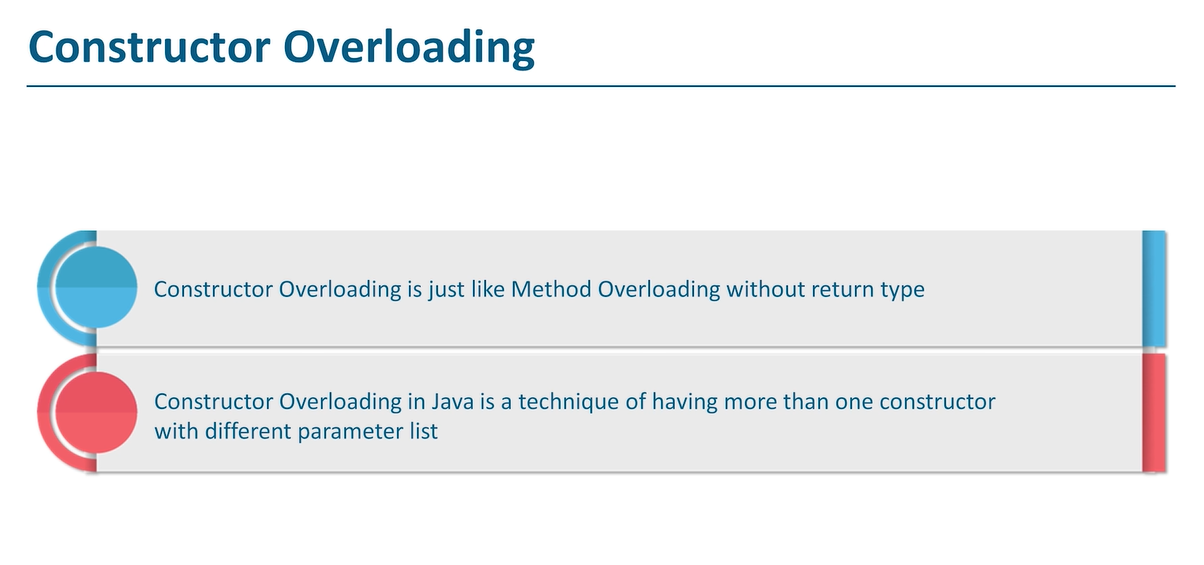 Constructor Overloading
Constructor Overloading is just like Method Overloading without return type
Constructor Overloading in Java is a technique of having more than one constructor
with different parameter list